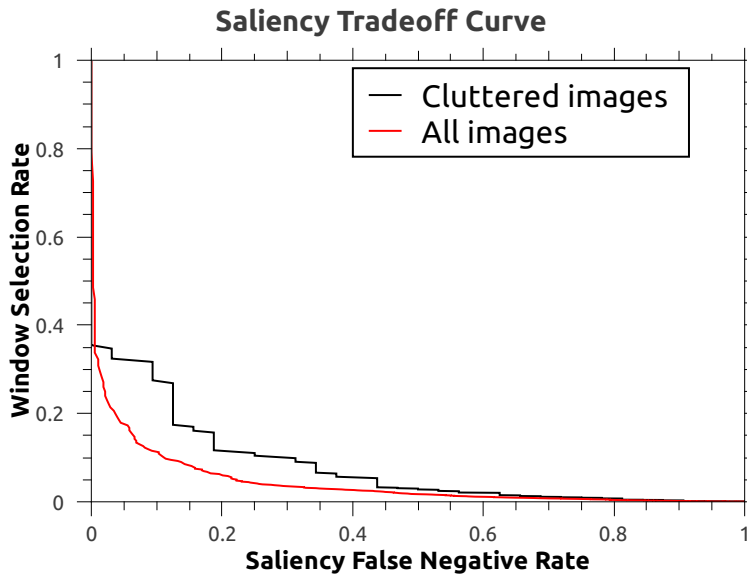 Saliency Tradeoff Curve
Cluttered images
All images
Window Selection Rate
1
0.8
0.6
0.4
0.2
0
0 0.2 0.4 0.6 0.8 1
Saliency False Negative Rate